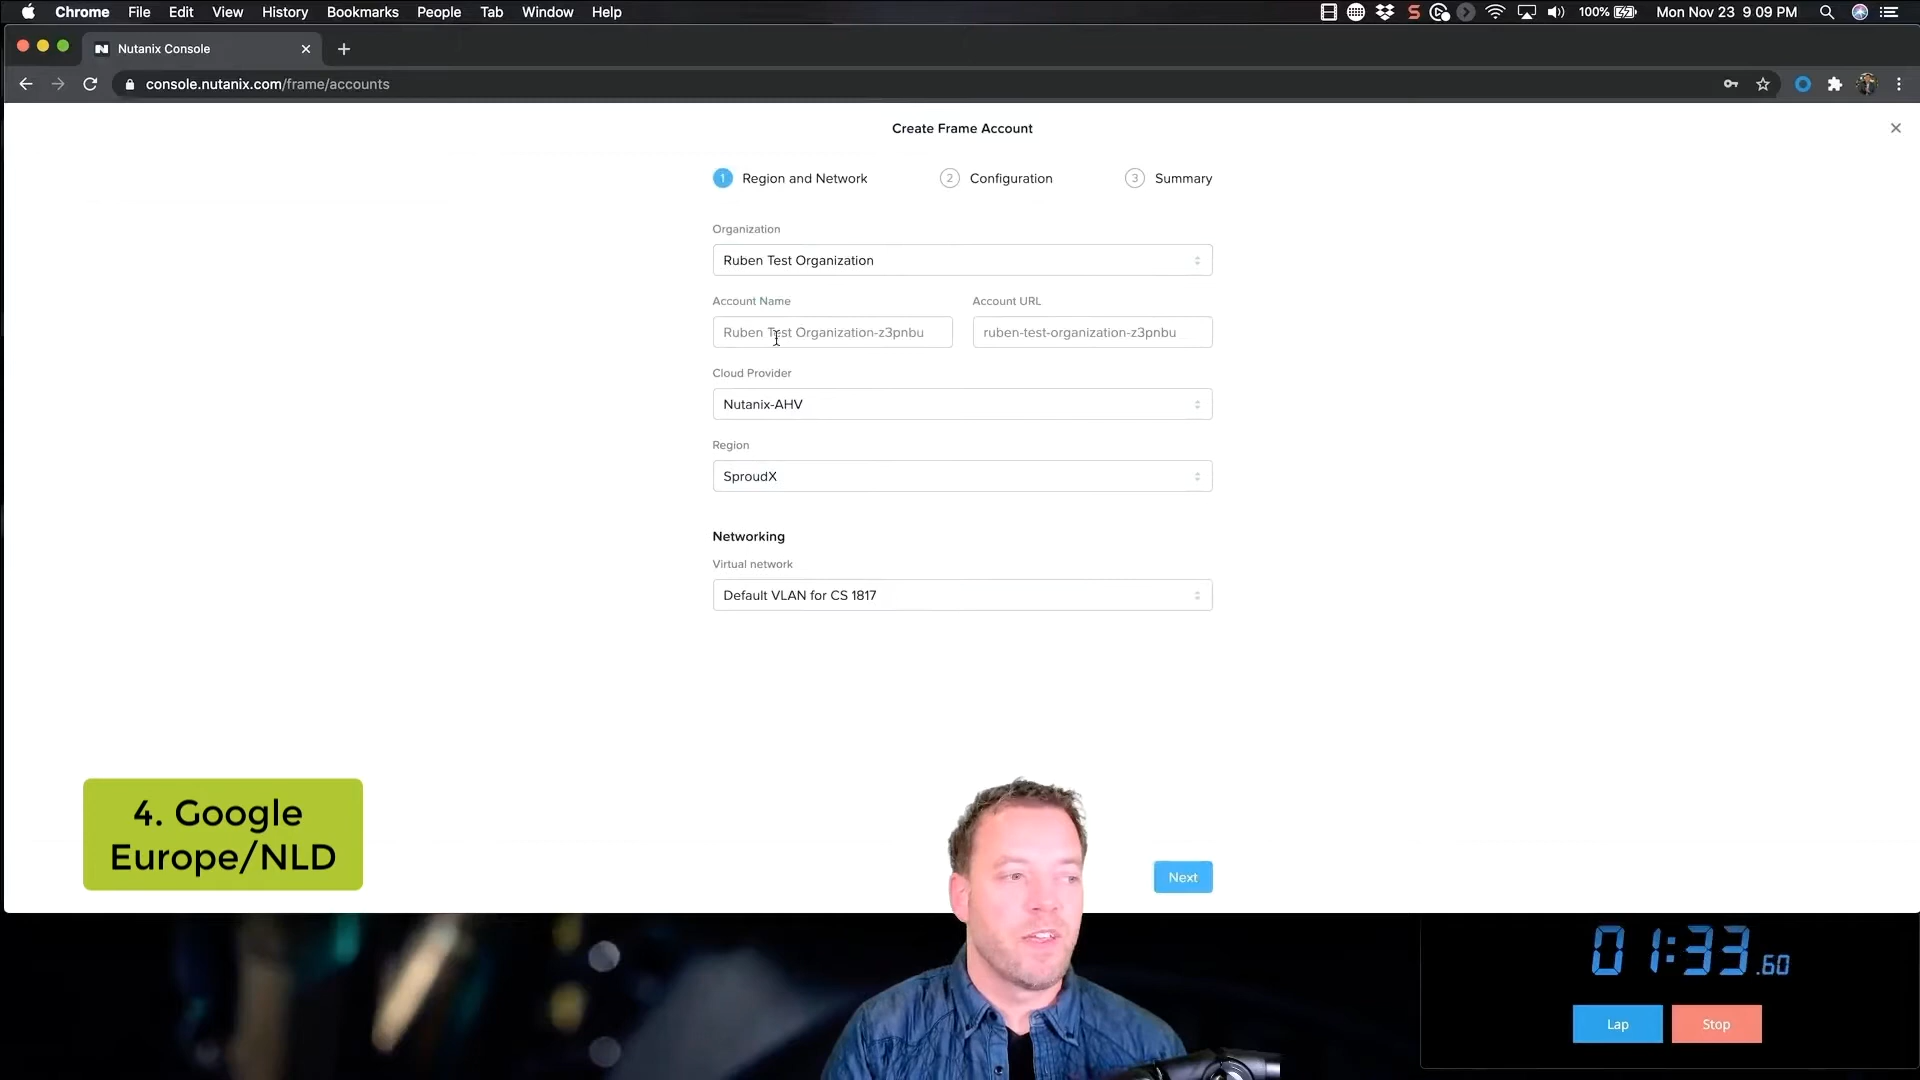 Chrome File Edit View History Bookmarks People Tab Window Help 100% Mon Nov 23 9 09 PM
Nutanix Console
console.nutanix.com/frame/accounts
Create Frame Account
1 Region and Network 2 Configuration 3 Summary
Organization
Ruben Test Organization
Account Name Account URL
Ruben Test Organization-z3pnbu ruben-test-organization-z3pnbu
Cloud Provider
Nutanix-AHV
Region
SproudX
Networking
Virtual network
Default VLAN for CS 1817
4. Google
Europe/NLD
Next
01:33.60
Lap Stop